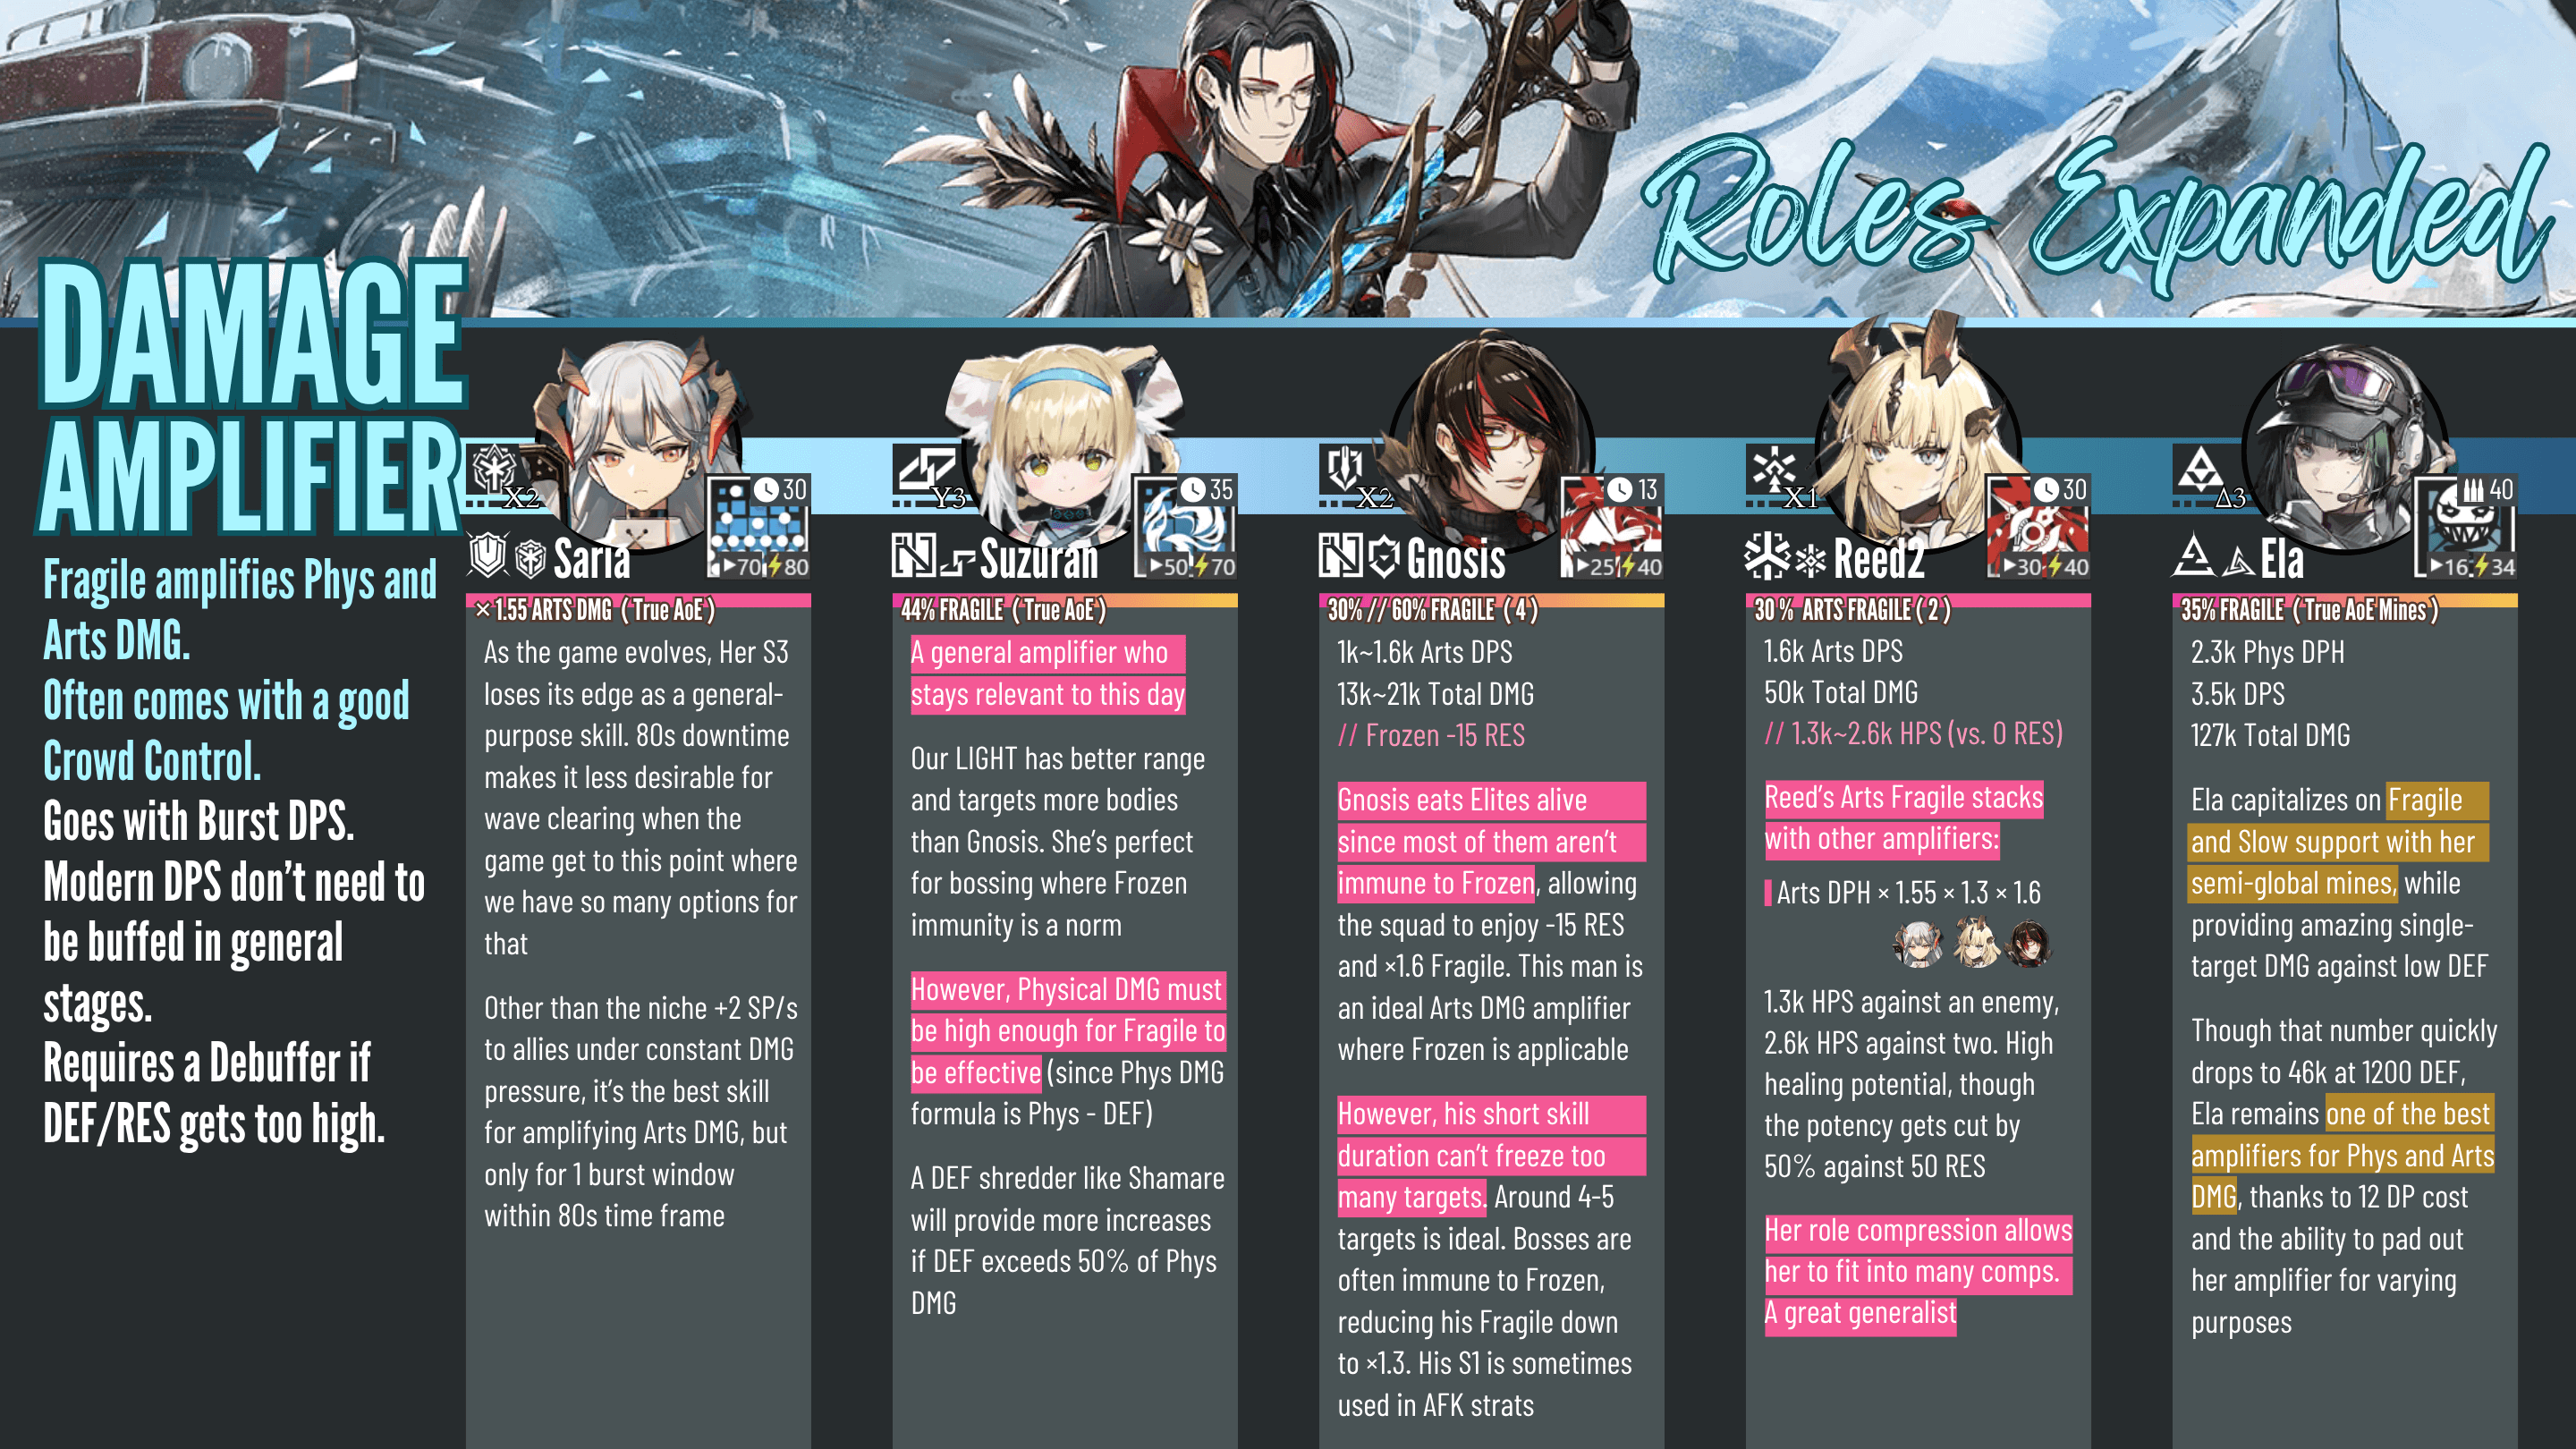 Roles Expanded
DAMAGE
AMPLIFIER
Fragile amplifies Phys and
Arts DMG.
Often comes with a good
Crowd Control.
Goes with Burst DPS.
Modern DPS don't need to
be buffed in general
stages.
Requires a Debuffer if
DEF/RES gets too high.
X2
30
70 80
Saria
×1.55 ARTS DMG ( True AoE )
As the game evolves, Her S3
loses its edge as a general-
purpose skill. 80s downtime
makes it less desirable for
wave clearing when the
game get to this point where
we have so many options for
that
Other than the niche +2 SP/s
to allies under constant DMG
pressure, it's the best skill
for amplifying Arts DMG, but
only for 1 burst window
within 80s time frame
Y3
35
50 70
Suzuran
44% FRAGILE ( True AoE )
A general amplifier who
stays relevant to this day
Our LIGHT has better range
and targets more bodies
than Gnosis. She's perfect
for bossing where Frozen
immunity is a norm
However, Physical DMG must
be high enough for Fragile to
be effective (since Phys DMG
formula is Phys - DEF)
A DEF shredder like Shamare
will provide more increases
if DEF exceeds 50% of Phys
DMG
X2
13
25 40
Gnosis
30% // 60% FRAGILE ( 4 )
1k~1.6k Arts DPS
13k~21k Total DMG
// Frozen -15 RES
Gnosis eats Elites alive
since most of them aren't
immune to Frozen, allowing
the squad to enjoy -15 RES
and ×1.6 Fragile. This man is
an ideal Arts DMG amplifier
where Frozen is applicable
However, his short skill
duration can't freeze too
many targets. Around 4-5
targets is ideal. Bosses are
often immune to Frozen,
reducing his Fragile down
to ×1.3. His S1 is sometimes
used in AFK strats
X1
30
30 40
Reed2
30 % ARTS FRAGILE ( 2 )
1.6k Arts DPS
50k Total DMG
// 1.3k~2.6k HPS (vs. 0 RES)
Reed's Arts Fragile stacks
with other amplifiers:
Arts DPH × 1.55 × 1.3 × 1.6
1.3k HPS against an enemy,
2.6k HPS against two. High
healing potential, though
the potency gets cut by
50% against 50 RES
Her role compression allows
her to fit into many comps.
A great generalist
Δ3
40
16 34
Ela
35% FRAGILE ( True AoE Mines )
2.3k Phys DPH
3.5k DPS
127k Total DMG
Ela capitalizes on Fragile
and Slow support with her
semi-global mines, while
providing amazing single-
target DMG against low DEF
Though that number quickly
drops to 46k at 1200 DEF,
Ela remains one of the best
amplifiers for Phys and Arts
DMG, thanks to 12 DP cost
and the ability to pad out
her amplifier for varying
purposes